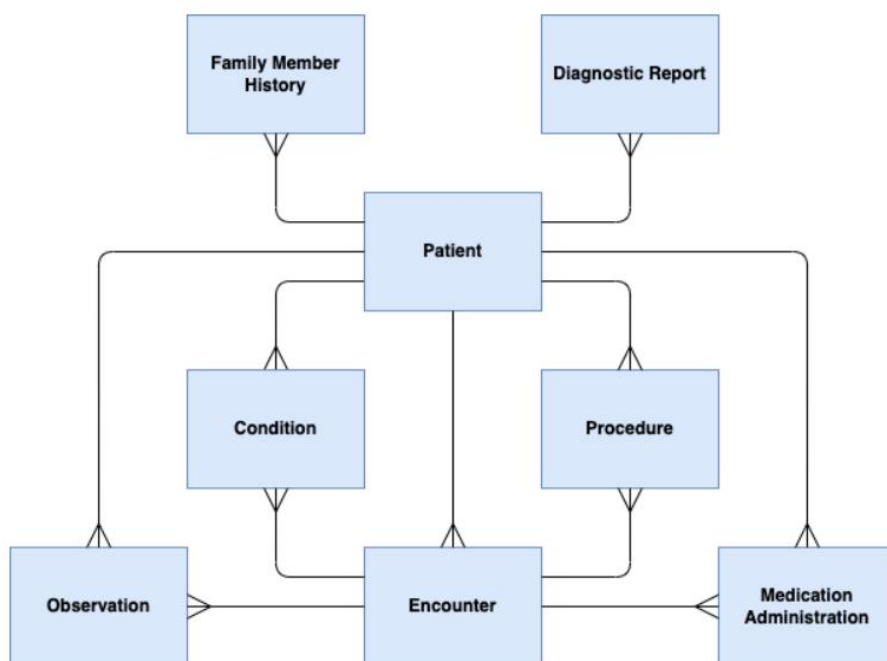 Family Member
History
Diagnostic Report
Patient
Condition
Procedure
Observation
Encounter
Medication
Administration